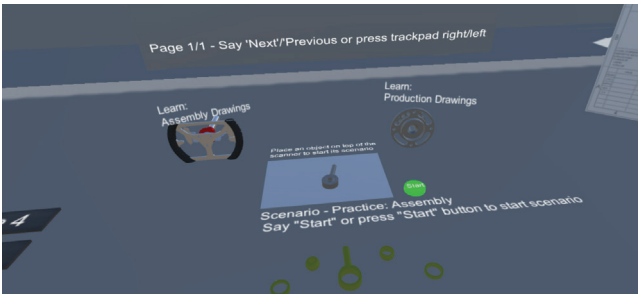 Page 1/1 - Say 'Next'/'Previous or press trackpad right/left
Learn:
Assembly Drawings
Learn:
Production Drawings
Place an object on top of the
scanner to start its scenario
Start
Scenario - Practice: Assembly
Say "Start" or press "Start" button to start scenario
4